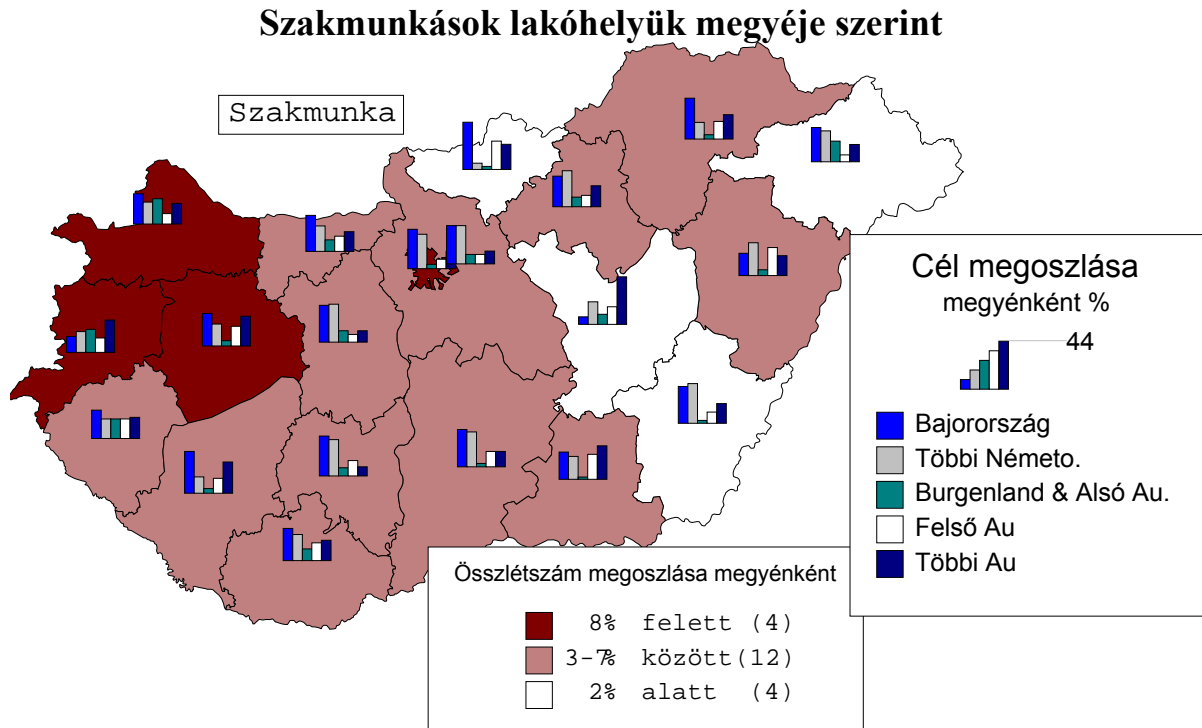 Szakmunkások lakóhelyük megyéje szerint
Szakmunka
Cél megoszlása
megyénként %
44
Bajorország
Többi Németo.
Burgenland & Alsó Au.
Felső Au
Többi Au
Összlétszám megoszlása megyénként
8% felett (4)
3-7% között(12)
2% alatt (4)